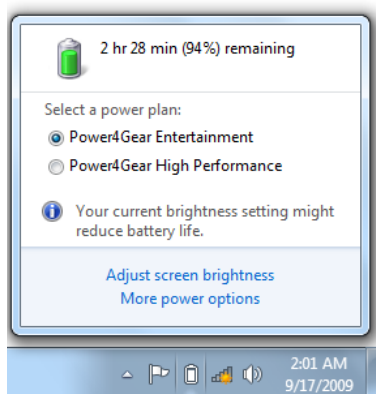 2 hr 28 min (94%) remaining
Select a power plan:
Power4Gear Entertainment
Power4Gear High Performance
Your current brightness setting might
reduce battery life.
Adjust screen brightness
More power options
2:01 AM
9/17/2009